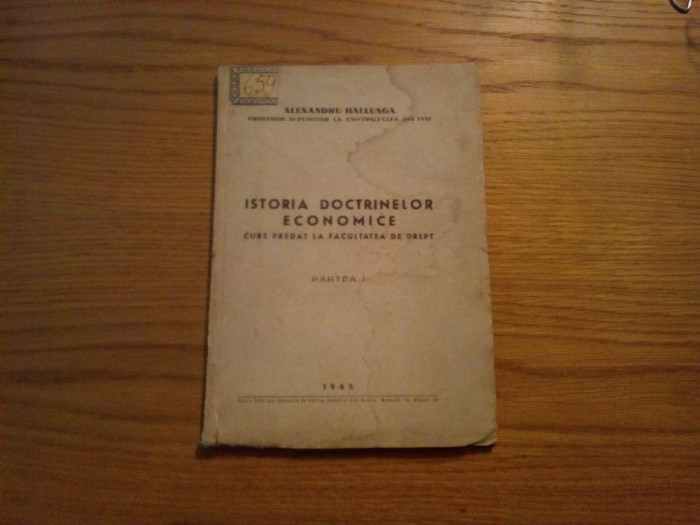 659
ALEXANDRU HALLUNGA
PROFESOR SUPLINITOR LA UNIVERSITATEA DIN IASI
ISTORIA DOCTRINELOR
ECONOMICE
CURS PREDAT LA FACULTATEA DE DREPT
PARTEA I
1945